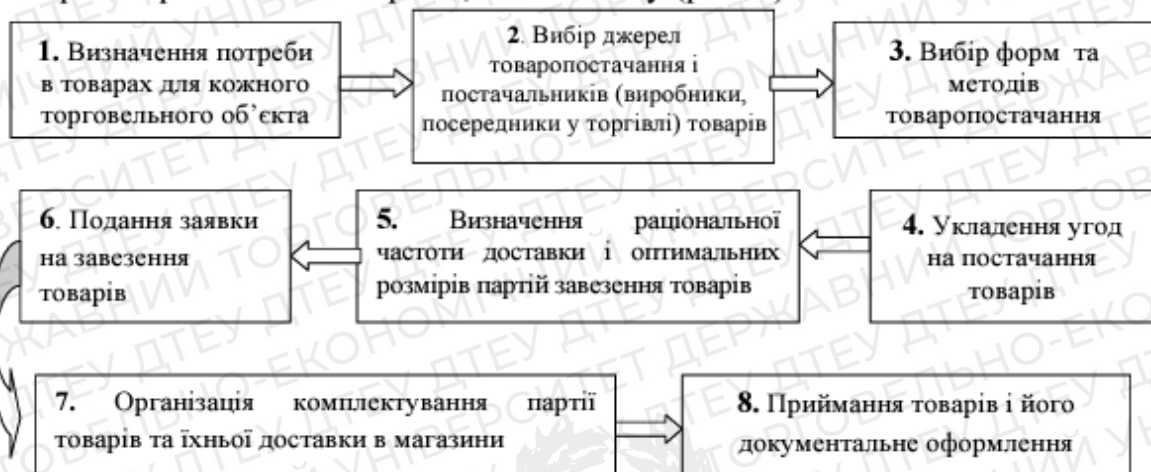 1. Визначення потреби
в товарах для кожного
торговельного об’єкта
2. Вибір джерел
товаропостачання і
постачальників (виробники,
посередники у торгівлі) товарів
3. Вибір форм та
методів
товаропостачання
4. Укладення угод
на постачання
товарів
5. Визначення раціональної
частоти доставки і оптимальних
розмірів партій завезення товарів
6. Подання заявки
на завезення
товарів
7. Організація комплектування партії
товарів та їхньої доставки в магазини
8. Приймання товарів і його
документальне оформлення